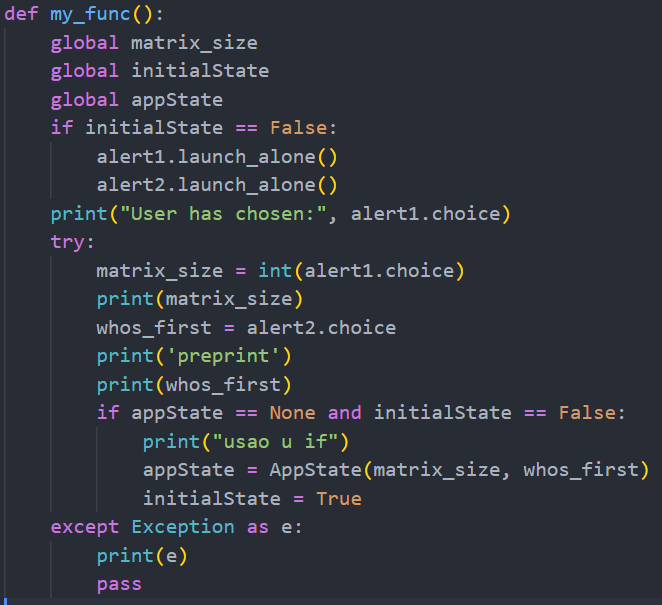 def my_func():
    global matrix_size
    global initialState
    global appState
    if initialState == False:
        alert1.launch_alone()
        alert2.launch_alone()
    print("User has chosen:", alert1.choice)
    try:
        matrix_size = int(alert1.choice)
        print(matrix_size)
        whos_first = alert2.choice
        print('preprint')
        print(whos_first)
        if appState == None and initialState == False:
            print("usao u if")
            appState = AppState(matrix_size, whos_first)
            initialState = True
    except Exception as e:
        print(e)
        pass